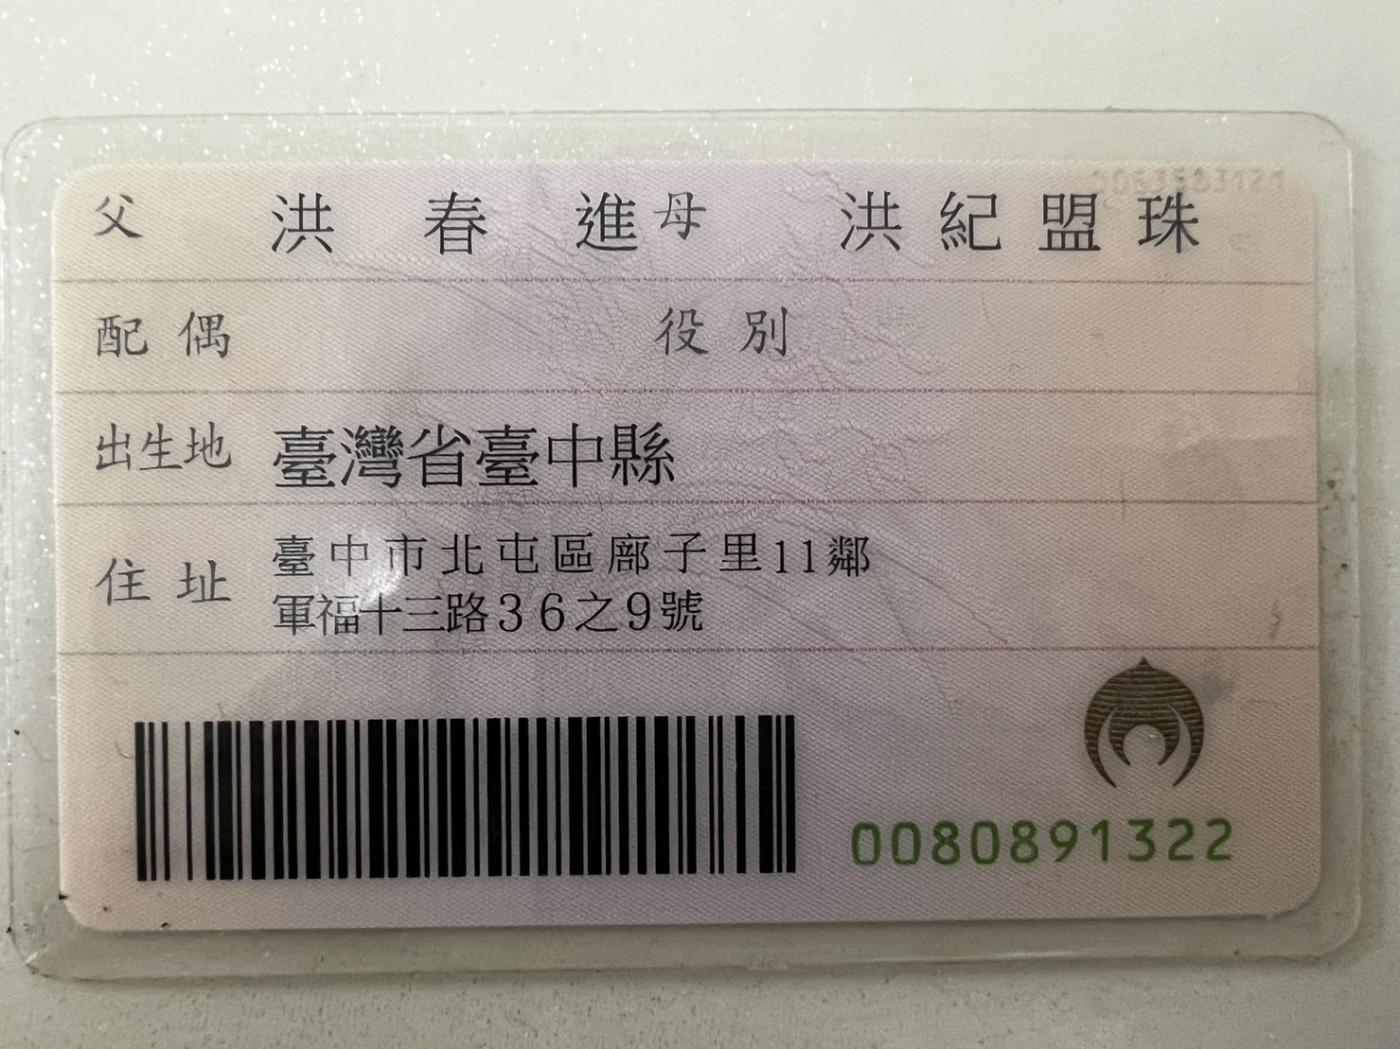 父 洪春進 母 洪紀盟珠
配偶 役別
出生地 臺灣省臺中縣
住址 臺中市北屯區廍子里11鄰
軍福十三路36之9號
0080891322